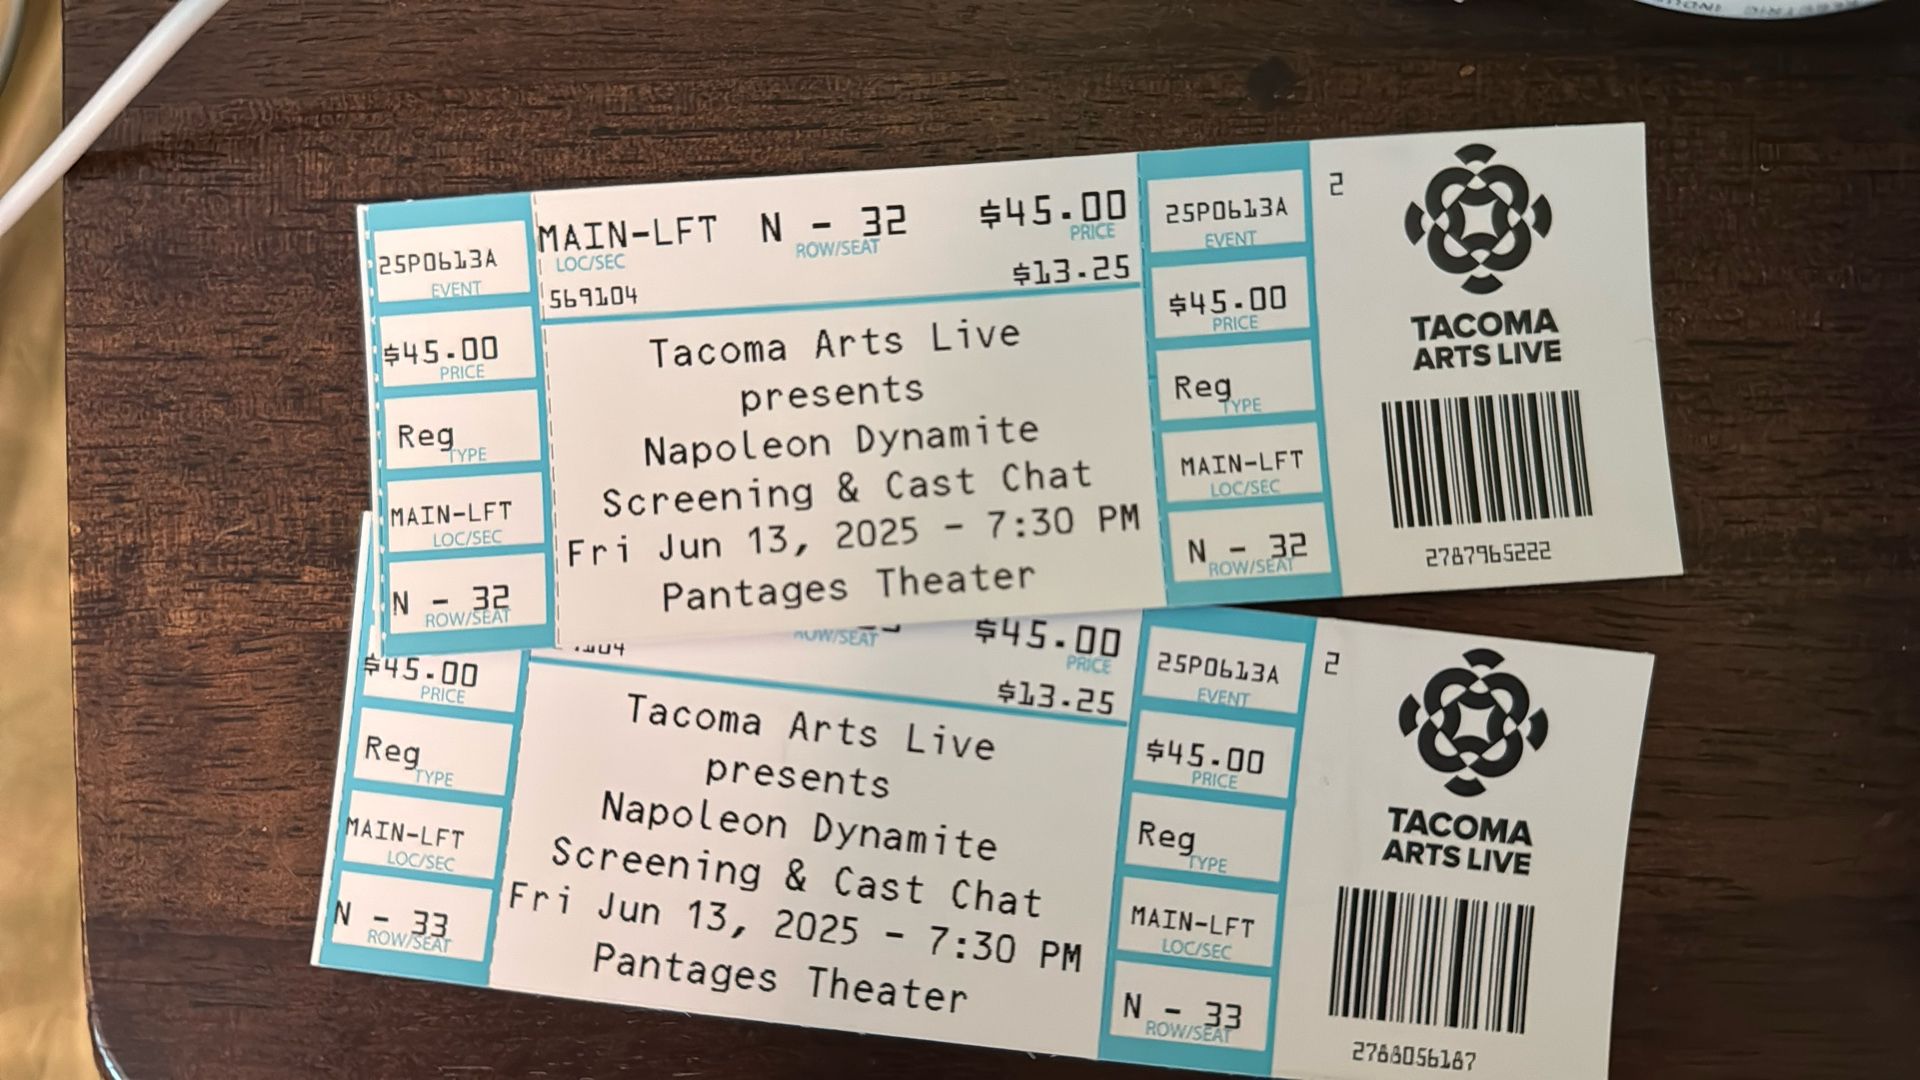 25P0613A
EVENT
$45.00
PRICE
Reg
TYPE
MAIN-LFT
LOC/SEC
N - 32
ROW/SEAT
MAIN-LFT N - 32 $45.00
LOC/SEC ROW/SEAT PRICE
569104 $13.25
Tacoma Arts Live
presents
Napoleon Dynamite
Screening & Cast Chat
Fri Jun 13, 2025 - 7:30 PM
Pantages Theater
25P0613A
EVENT
$45.00
PRICE
Reg
TYPE
MAIN-LFT
LOC/SEC
N - 32
ROW/SEAT
2
TACOMA
ARTS LIVE
2787965222
$45.00
PRICE
Reg
TYPE
MAIN-LFT
LOC/SEC
N - 33
ROW/SEAT
$45.00
ROW/SEAT PRICE
$13.25
Tacoma Arts Live
presents
Napoleon Dynamite
Screening & Cast Chat
Fri Jun 13, 2025 - 7:30 PM
Pantages Theater
25P0613A
EVENT
$45.00
PRICE
Reg
TYPE
MAIN-LFT
LOC/SEC
N - 33
ROW/SEAT
2
TACOMA
ARTS LIVE
2788056187